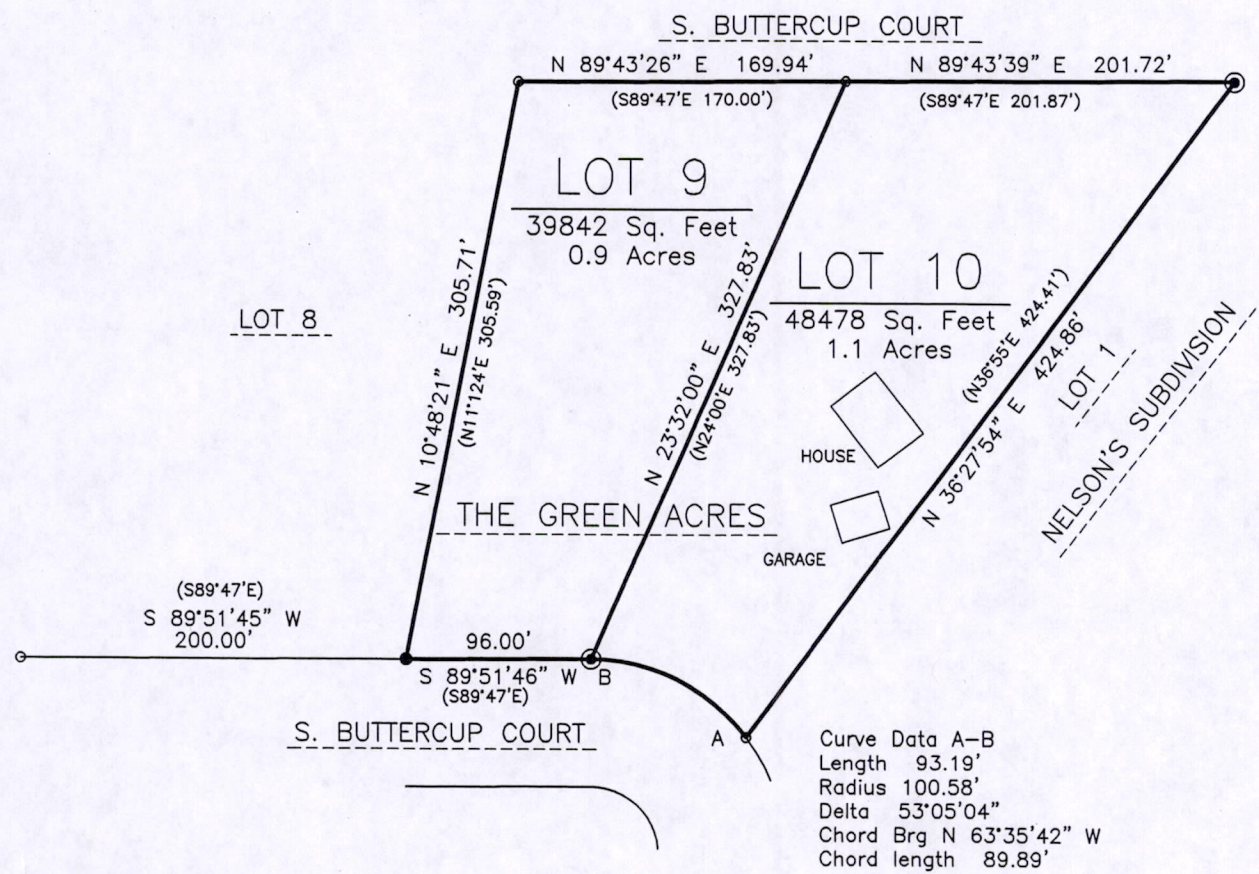 S. BUTTERCUP COURT
N 89°43'26" E 169.94'
N 89°43'39" E 201.72'
(S89°47'E 170.00')
(S89°47'E 201.87')
LOT 9
39842 Sq. Feet
0.9 Acres
LOT 10
48478 Sq. Feet
1.1 Acres
LOT 8
N 10°48'21" E 305.71'
(N11°124'E 305.59')
N 23°32'00" E 327.83'
(N24°00'E 327.83')
(N36°55'E 424.41')
N 36°27'54" E 424.86'
LOT 1
NELSON'S SUBDIVISION
HOUSE
GARAGE
THE GREEN ACRES
(S89°47'E)
S 89°51'45" W
200.00'
96.00'
S 89°51'46" W
(S89°47'E)
B
A
S. BUTTERCUP COURT
Curve Data A-B
Length 93.19'
Radius 100.58'
Delta 53°05'04"
Chord Brg N 63°35'42" W
Chord length 89.89'